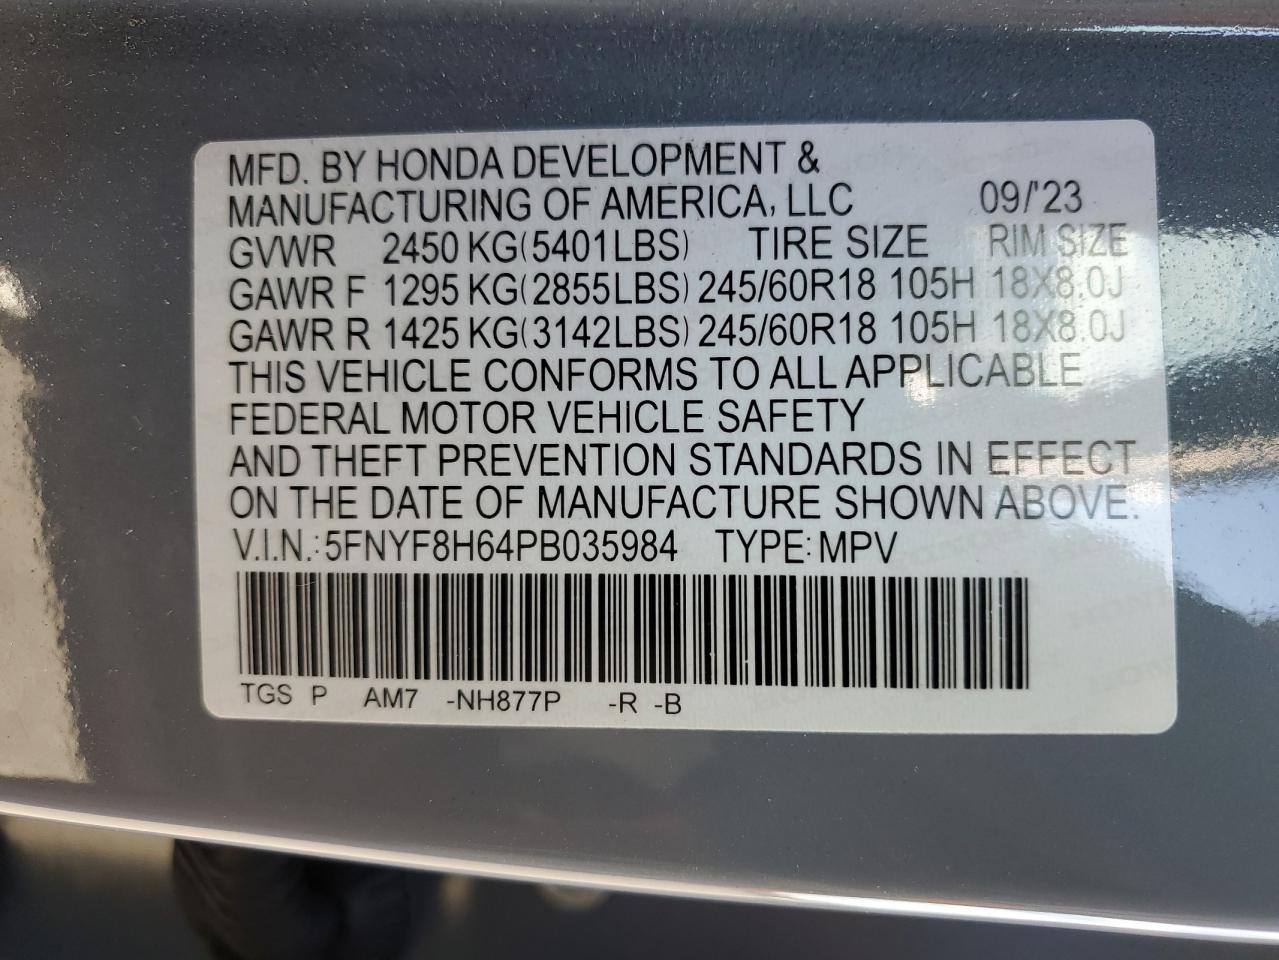 MFD. BY HONDA DEVELOPMENT &
MANUFACTURING OF AMERICA, LLC 09/'23
GVWR 2450 KG(5401LBS) TIRE SIZE RIM SIZE
GAWR F 1295 KG(2855LBS) 245/60R18 105H 18X8.0J
GAWR R 1425 KG(3142LBS) 245/60R18 105H 18X8.0J
THIS VEHICLE CONFORMS TO ALL APPLICABLE
FEDERAL MOTOR VEHICLE SAFETY
AND THEFT PREVENTION STANDARDS IN EFFECT
ON THE DATE OF MANUFACTURE SHOWN ABOVE.
V.I.N.: 5FNYF8H64PB035984 TYPE: MPV
TGS P AM7 -NH877P -R -B